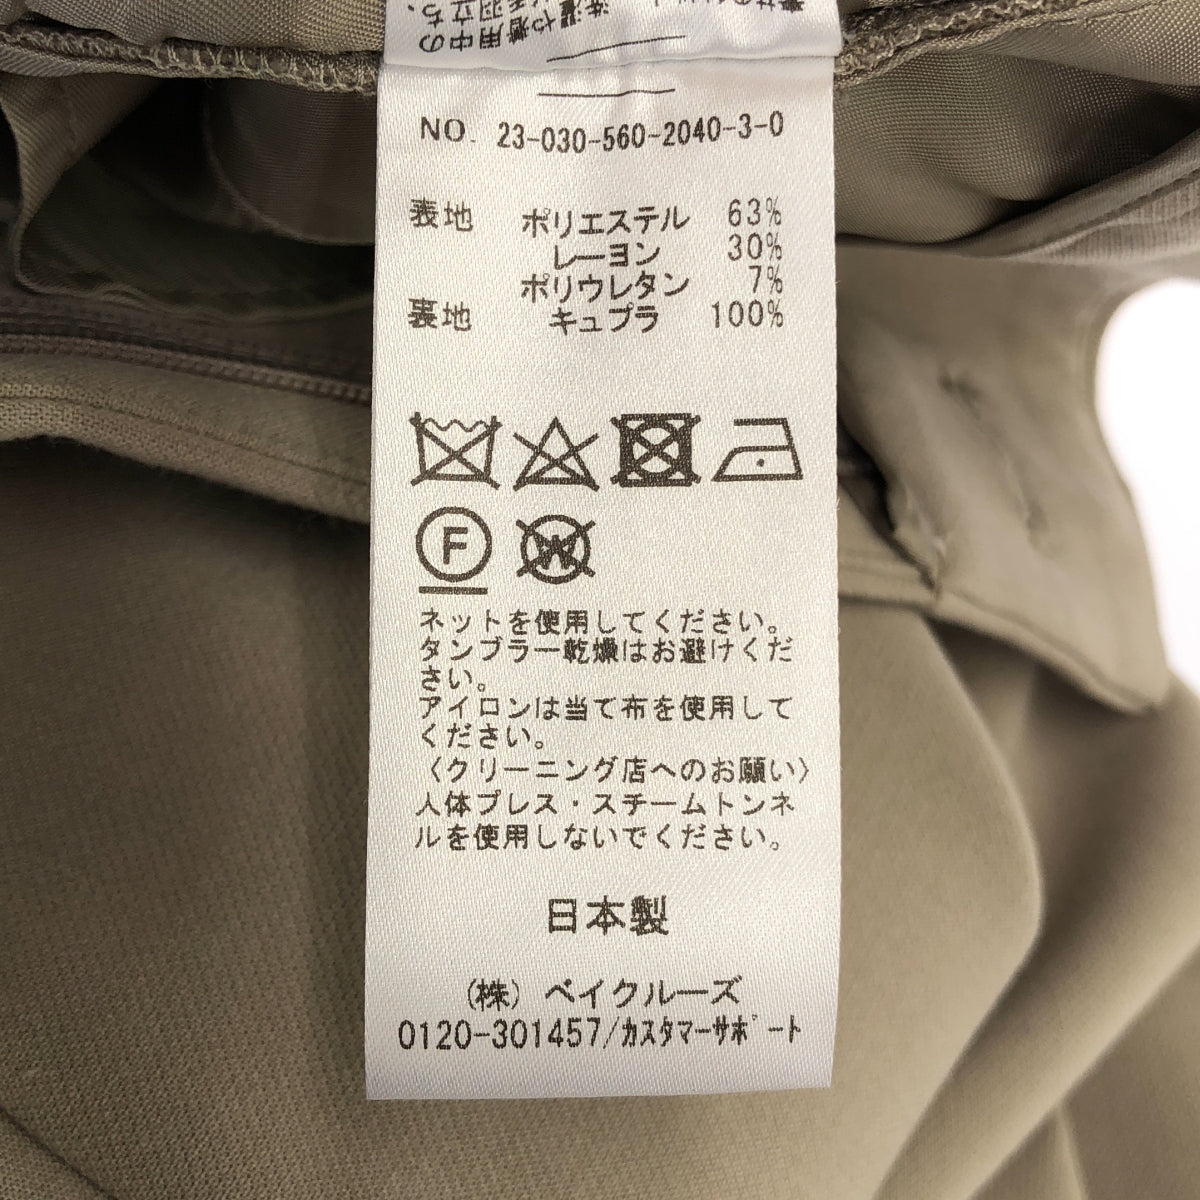 洗濯や着用中の
NO. 23-030-560-2040-3-0
表地 ポリエステル 63%
レーヨン 30%
ポリウレタン 7%
裏地 キュプラ 100%
F
W
ネットを使用してください。
タンブラー乾燥はお避けくだ
さい。
アイロンは当て布を使用して
ください。
〈クリーニング店へのお願い〉
人体プレス・スチームトンネ
ルを使用しないでください。
日本製
(株) ベイクルーズ
0120-301457/カスタマーサポート